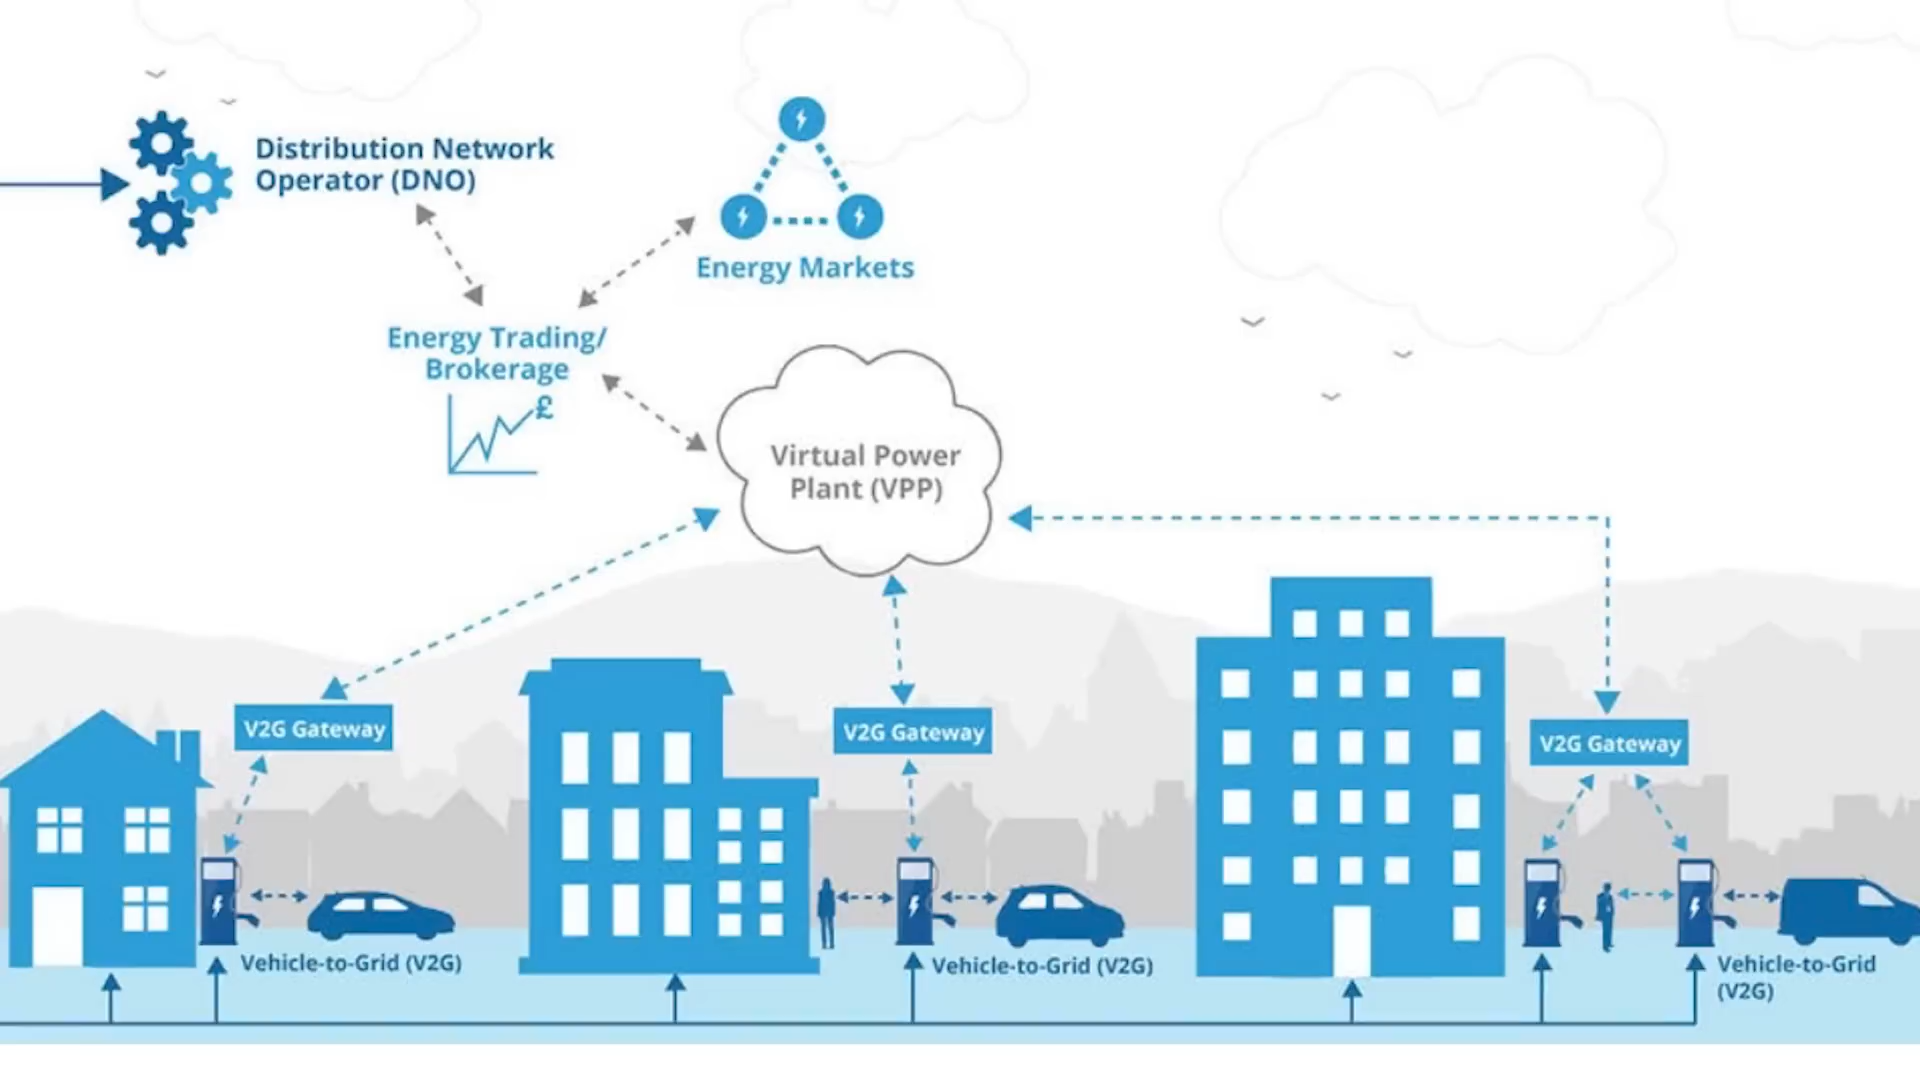 Distribution Network
Operator (DNO)
Energy Markets
Energy Trading/
Brokerage
£
Virtual Power
Plant (VPP)
V2G Gateway
V2G Gateway
V2G Gateway
Vehicle-to-Grid (V2G)
Vehicle-to-Grid (V2G)
Vehicle-to-Grid
(V2G)